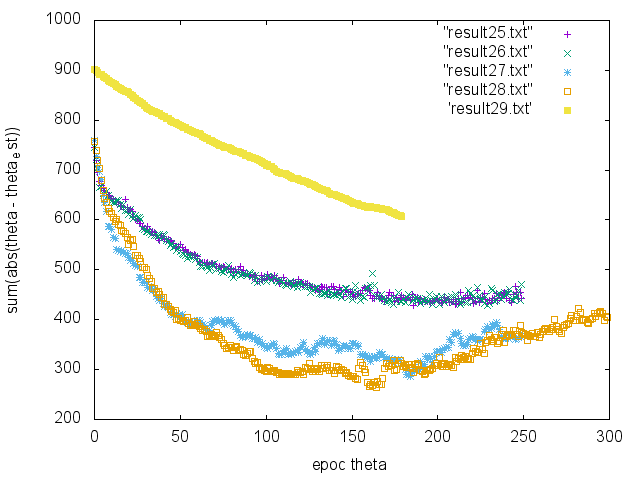 1000
900
800
700
600
500
400
300
200
0
50
100
150
200
250
300
sum(abs(theta - theta_est))
epoc theta
"result25.txt"
"result26.txt"
"result27.txt"
"result28.txt"
'result29.txt'